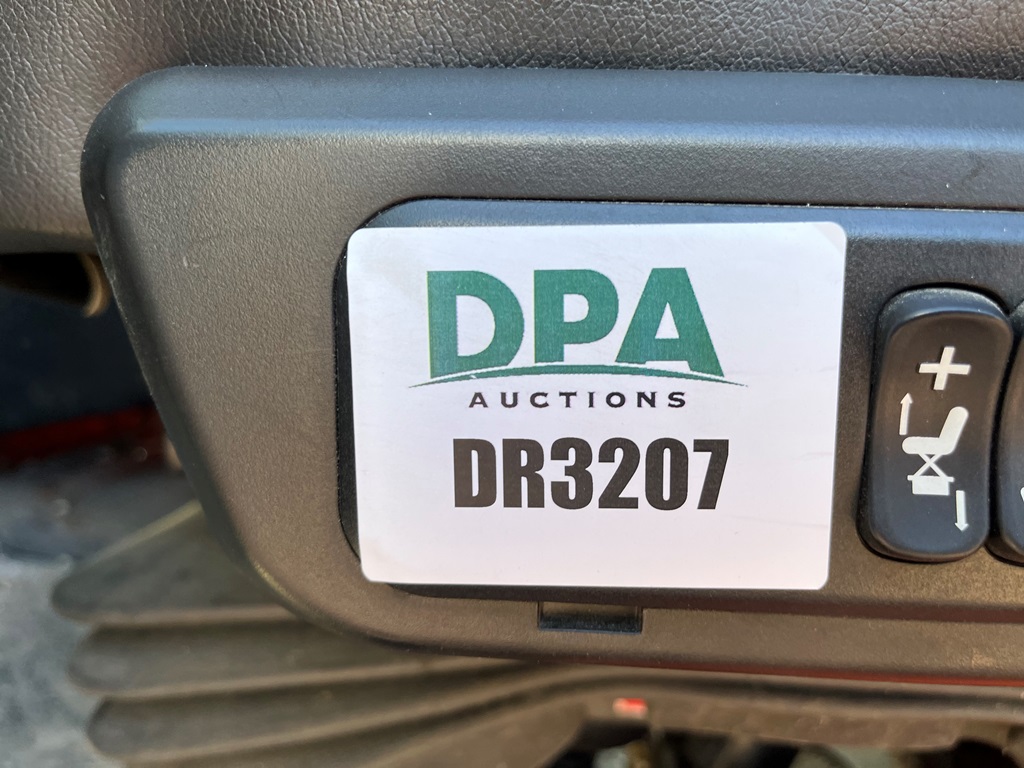 DPA
AUCTIONS
DR3207
+